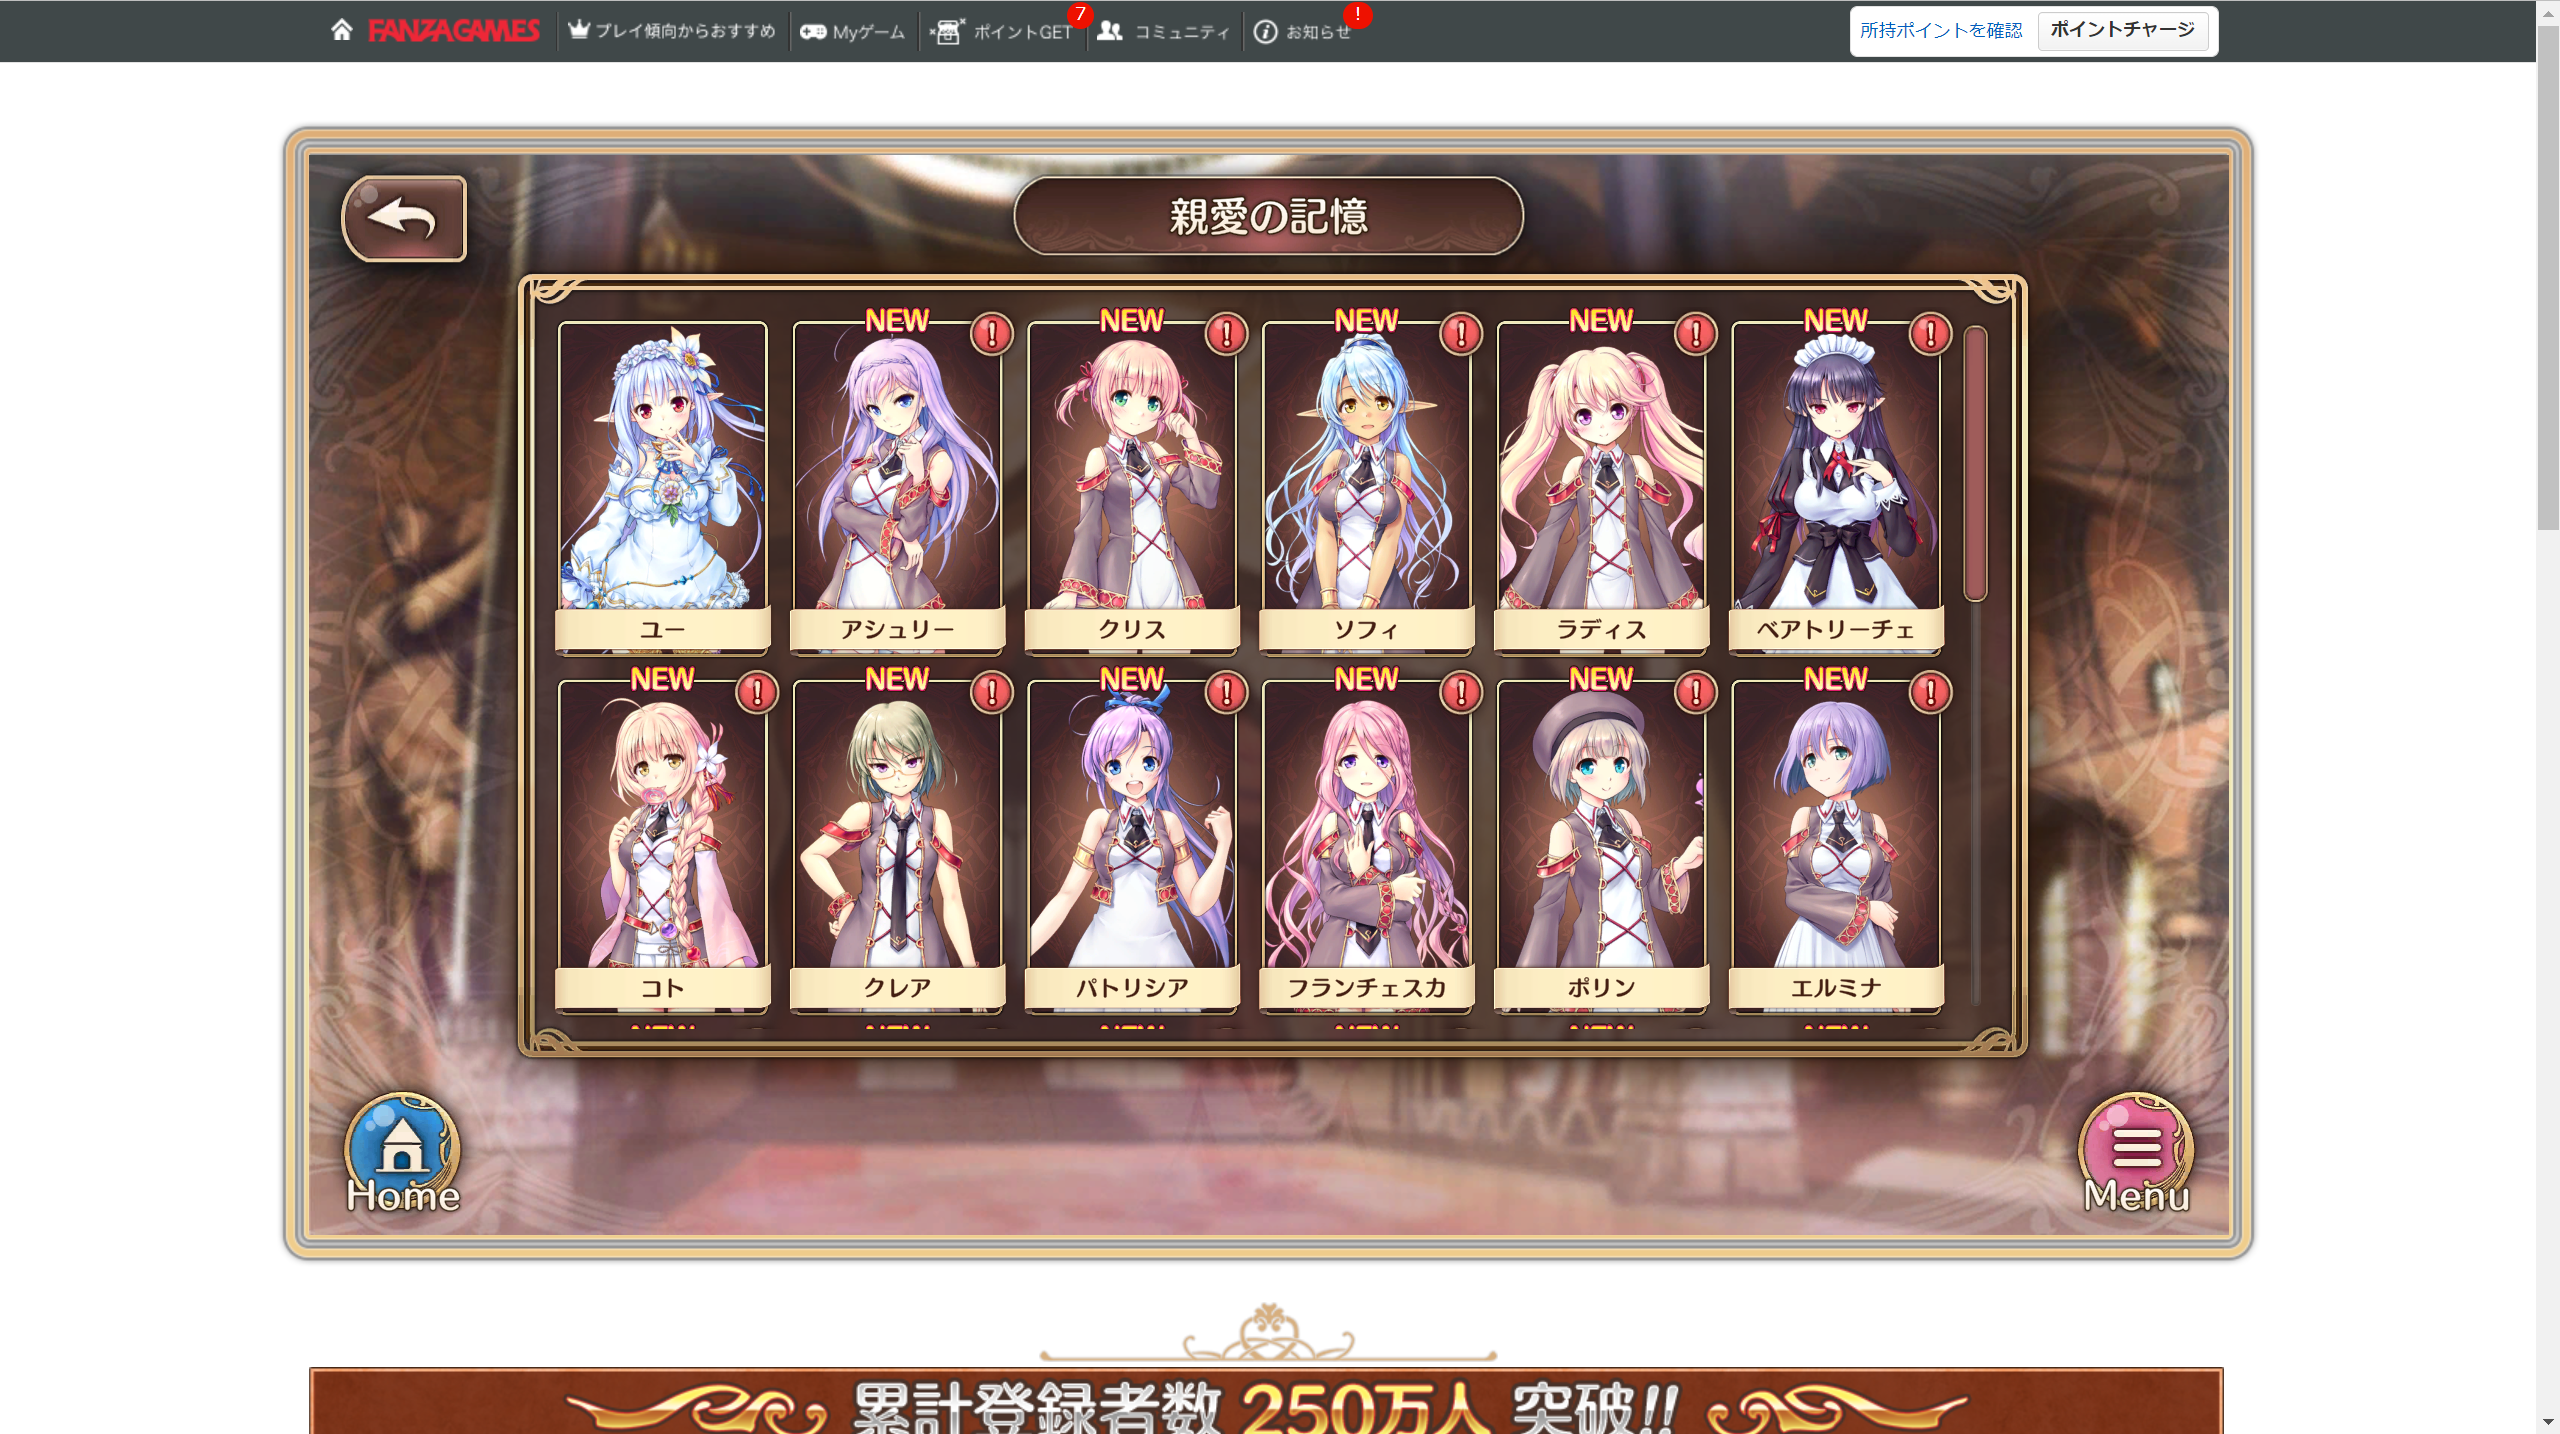 FANZA GAMES
プレイ傾向からおすすめ
Myゲーム
ポイントGET
7
コミュニティ
お知らせ
!
所持ポイントを確認
ポイントチャージ
親愛の記憶
NEW ! NEW ! NEW ! NEW ! NEW !
ユー アシュリー クリス ソフィ ラディス ベアトリーチェ
NEW ! NEW ! NEW ! NEW ! NEW ! NEW !
コト クレア パトリシア フランチェスカ ポリン エルミナ
NEW NEW NEW NEW NEW NEW
Home
Menu
累計登録者数 250万人 突破!!